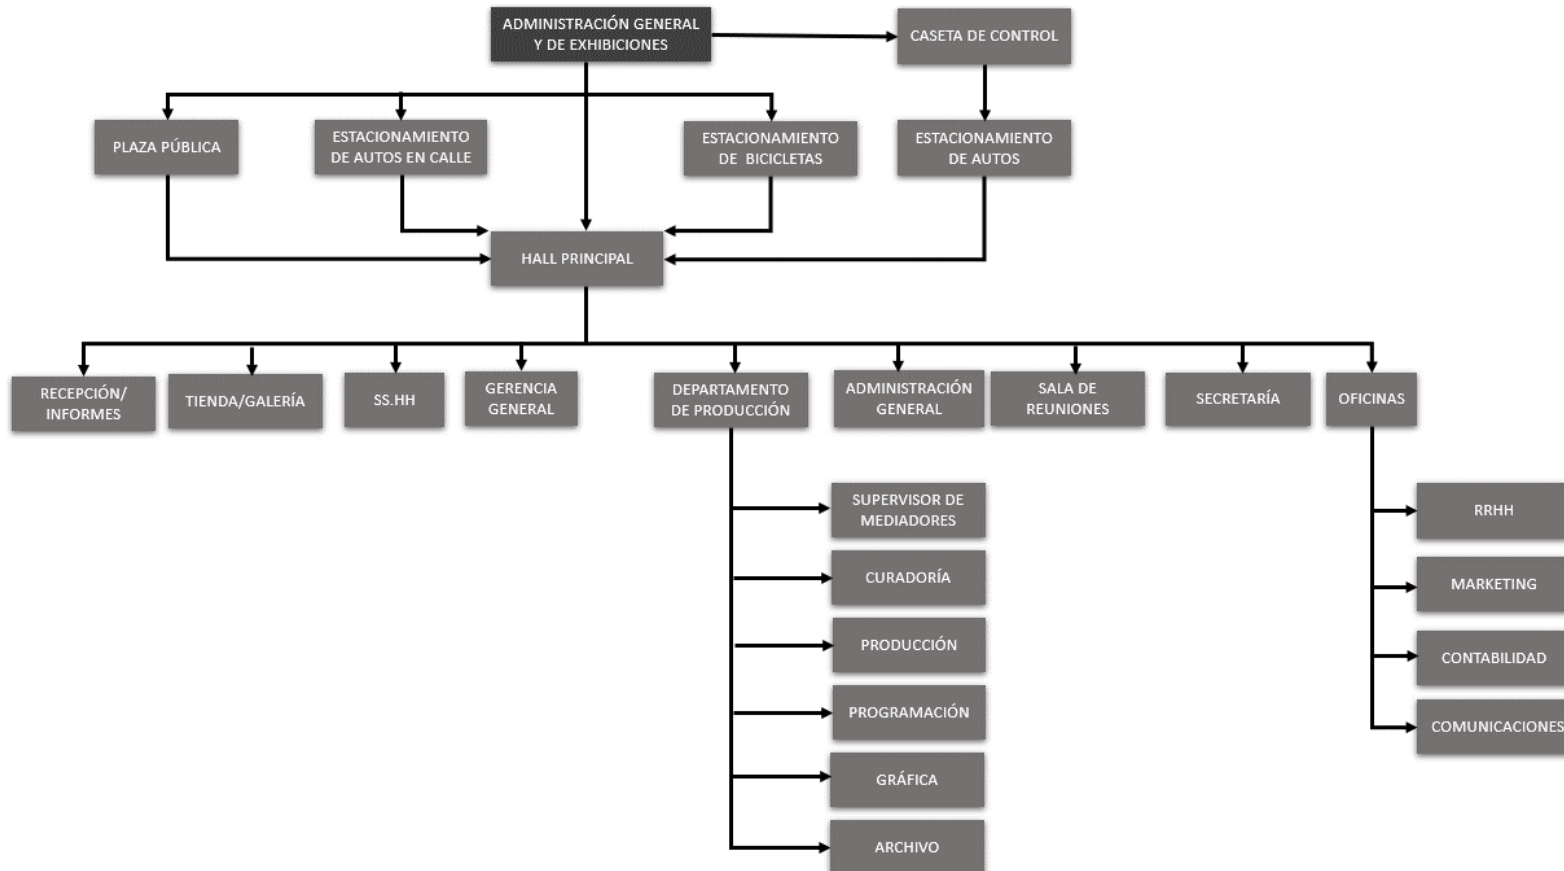 ADMINISTRACIÓN GENERAL
Y DE EXHIBICIONES
CASETA DE CONTROL
PLAZA PÚBLICA
ESTACIONAMIENTO
DE AUTOS EN CALLE
ESTACIONAMIENTO
DE BICICLETAS
ESTACIONAMIENTO
DE AUTOS
HALL PRINCIPAL
RECEPCIÓN/
INFORMES
TIENDA/GALERÍA
SS.HH
GERENCIA
GENERAL
DEPARTAMENTO
DE PRODUCCIÓN
ADMINISTRACIÓN
GENERAL
SALA DE
REUNIONES
SECRETARÍA
OFICINAS
SUPERVISOR DE
MEDIADORES
CURADORÍA
PRODUCCIÓN
PROGRAMACIÓN
GRÁFICA
ARCHIVO
RRHH
MARKETING
CONTABILIDAD
COMUNICACIONES